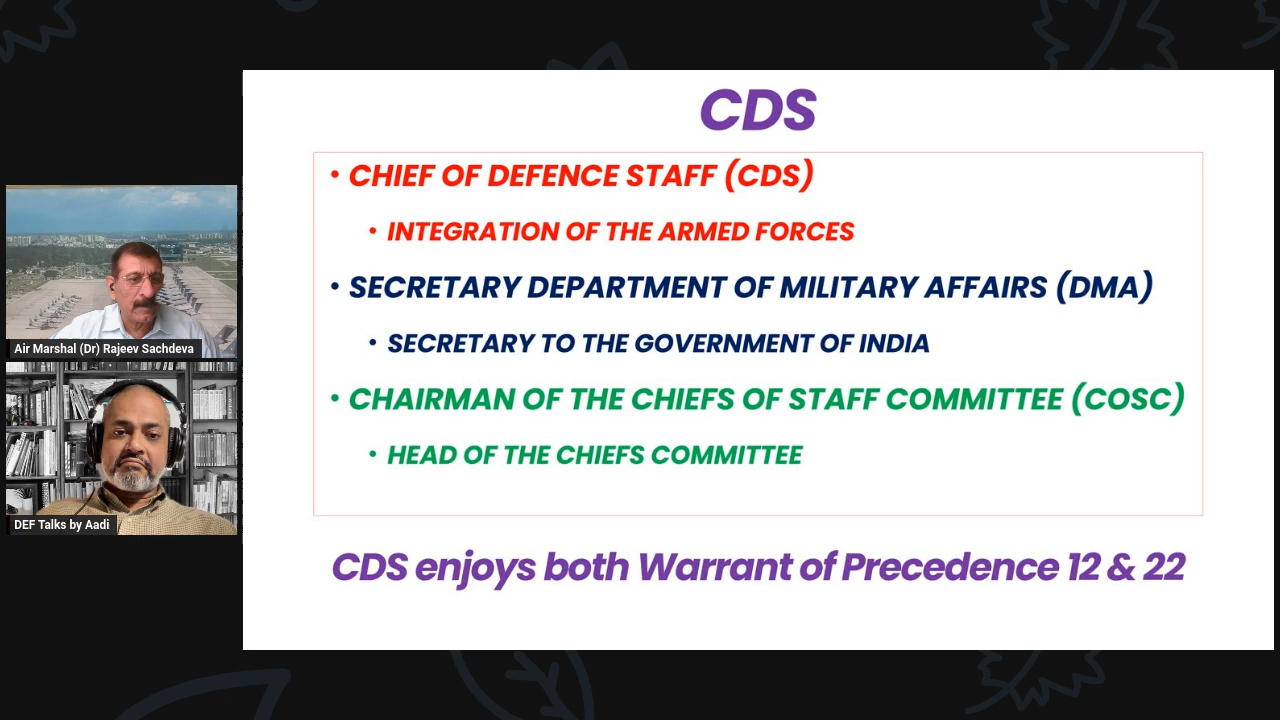 CDS
• CHIEF OF DEFENCE STAFF (CDS)
• INTEGRATION OF THE ARMED FORCES
• SECRETARY DEPARTMENT OF MILITARY AFFAIRS (DMA)
• SECRETARY TO THE GOVERNMENT OF INDIA
• CHAIRMAN OF THE CHIEFS OF STAFF COMMITTEE (COSC)
• HEAD OF THE CHIEFS COMMITTEE
CDS enjoys both Warrant of Precedence 12 & 22
Air Marshal (Dr) Rajeev Sachdeva
DEF Talks by Aadi